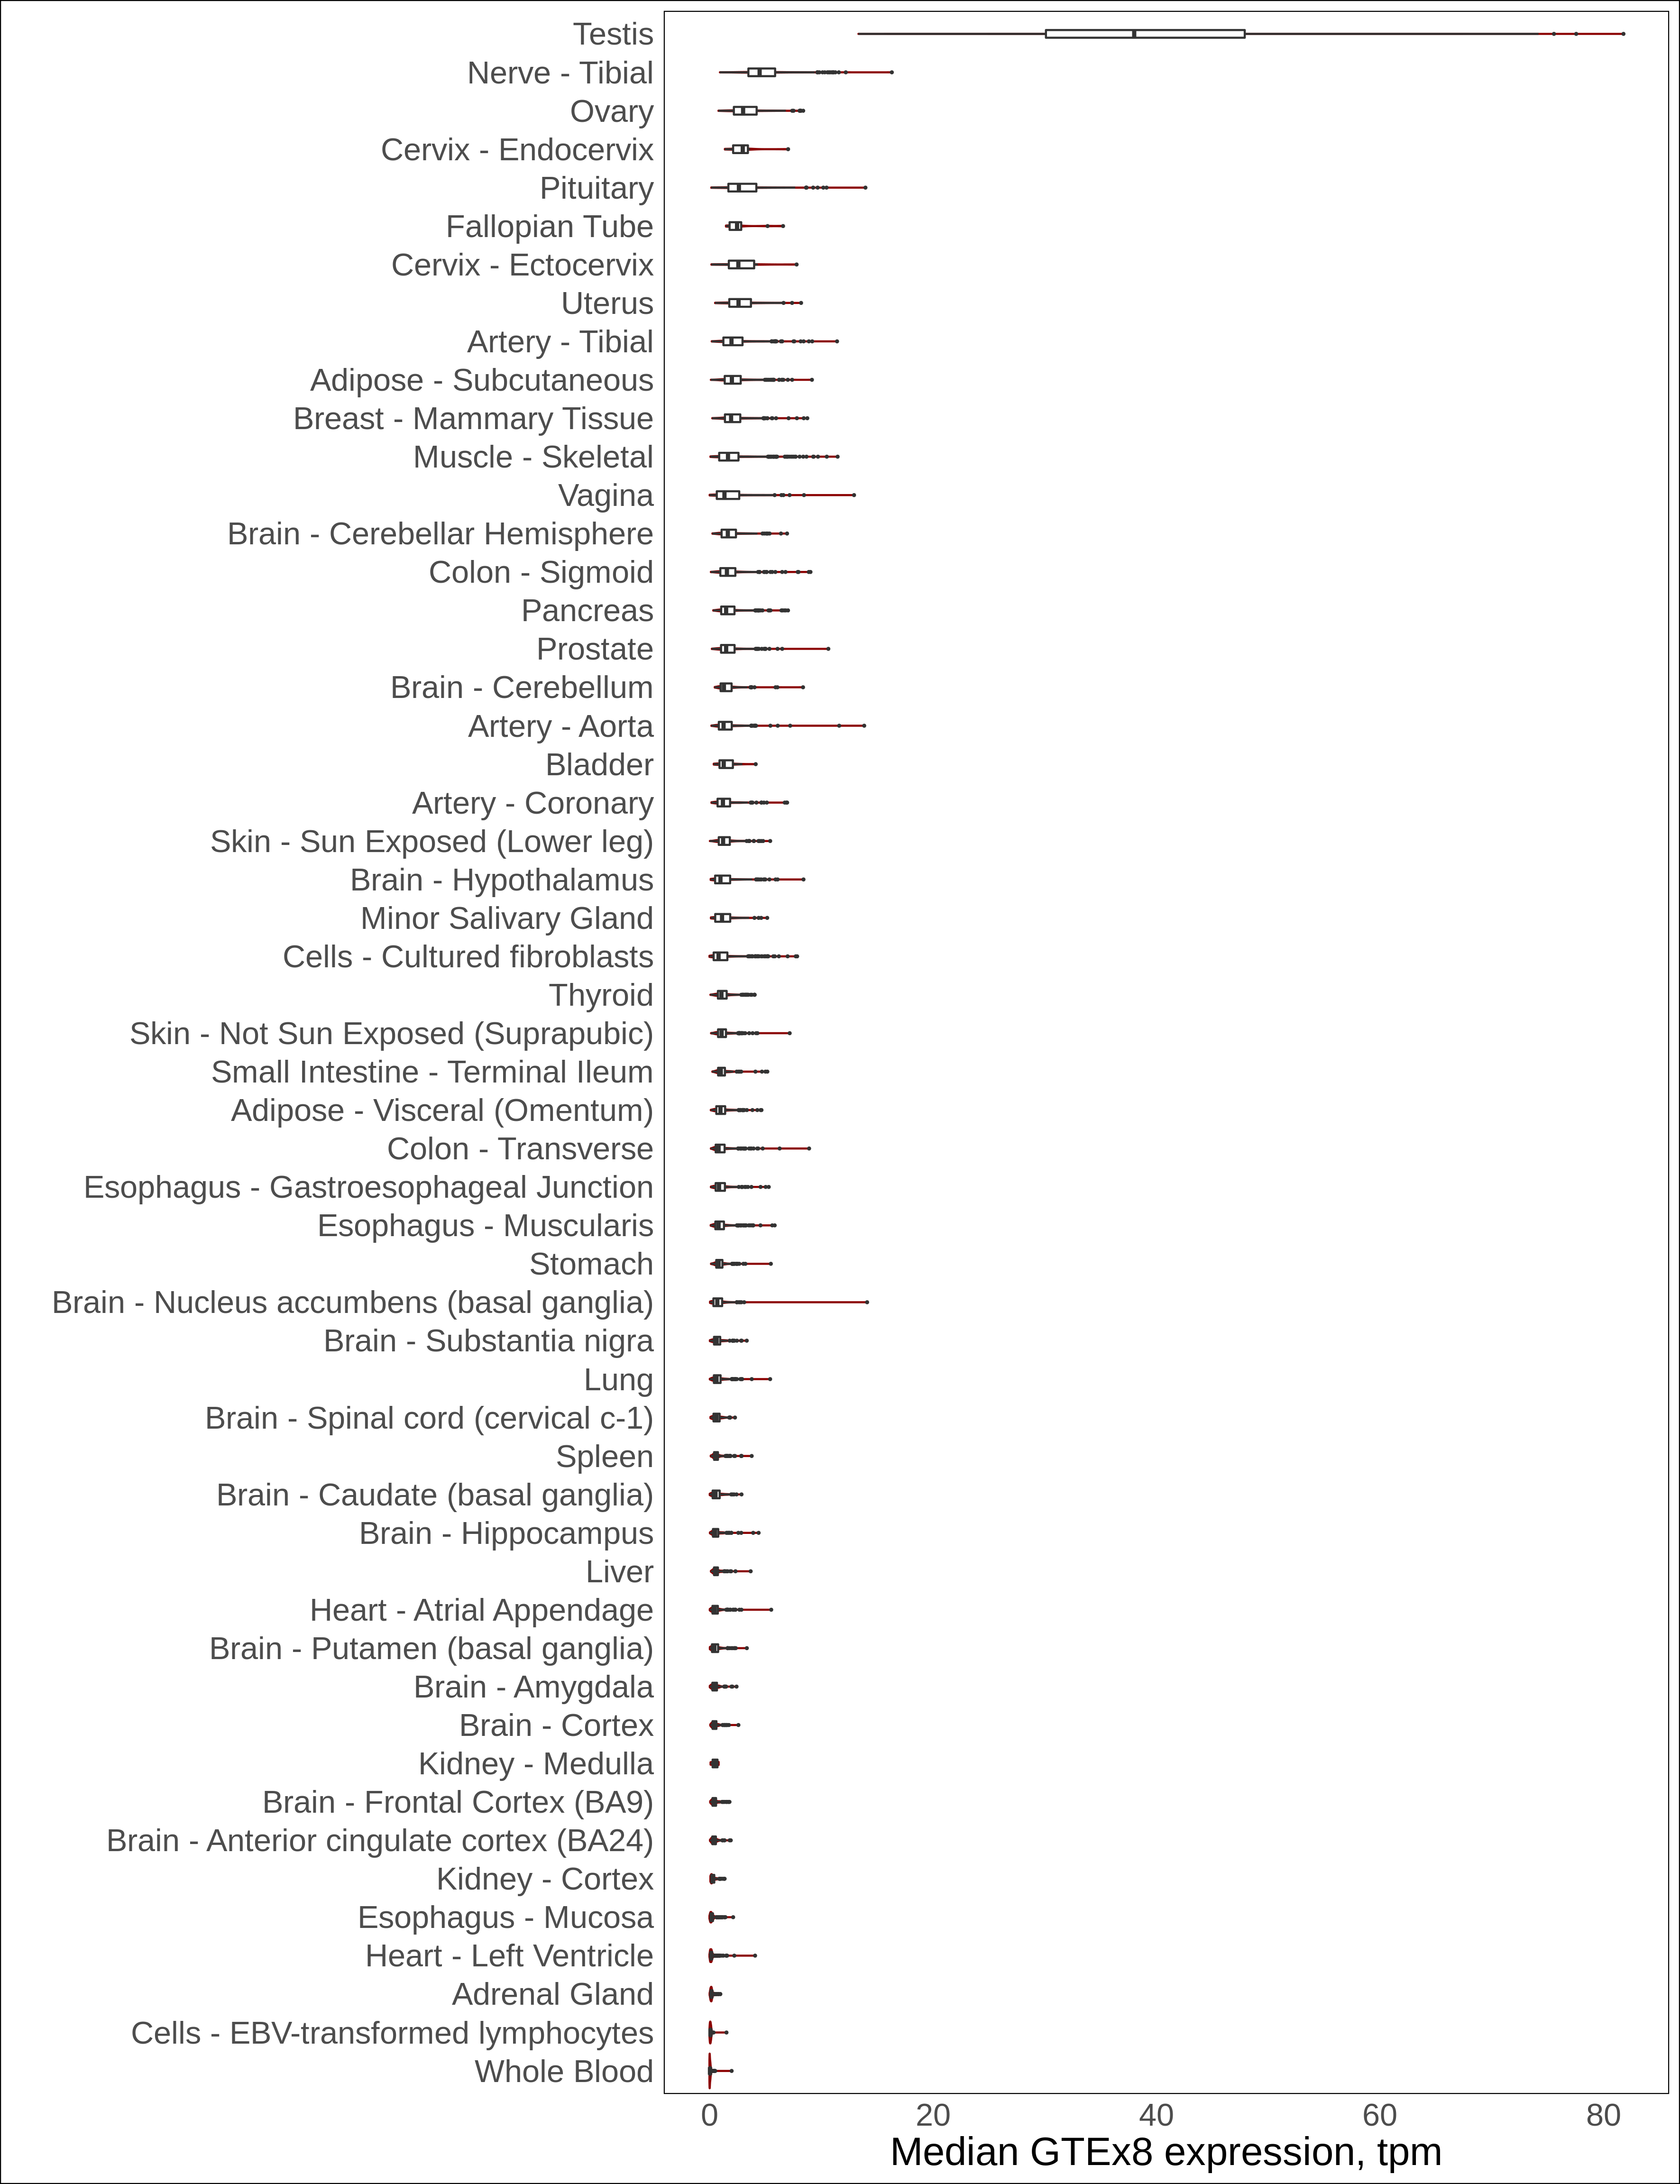 Testis
Nerve - Tibial
Ovary
Cervix - Endocervix
Pituitary
Fallopian Tube
Cervix - Ectocervix
Uterus
Artery - Tibial
Adipose - Subcutaneous
Breast - Mammary Tissue
Muscle - Skeletal
Vagina
Brain - Cerebellar Hemisphere
Colon - Sigmoid
Pancreas
Prostate
Brain - Cerebellum
Artery - Aorta
Bladder
Artery - Coronary
Skin - Sun Exposed (Lower leg)
Brain - Hypothalamus
Minor Salivary Gland
Cells - Cultured fibroblasts
Thyroid
Skin - Not Sun Exposed (Suprapubic)
Small Intestine - Terminal Ileum
Adipose - Visceral (Omentum)
Colon - Transverse
Esophagus - Gastroesophageal Junction
Esophagus - Muscularis
Stomach
Brain - Nucleus accumbens (basal ganglia)
Brain - Substantia nigra
Lung
Brain - Spinal cord (cervical c-1)
Spleen
Brain - Caudate (basal ganglia)
Brain - Hippocampus
Liver
Heart - Atrial Appendage
Brain - Putamen (basal ganglia)
Brain - Amygdala
Brain - Cortex
Kidney - Medulla
Brain - Frontal Cortex (BA9)
Brain - Anterior cingulate cortex (BA24)
Kidney - Cortex
Esophagus - Mucosa
Heart - Left Ventricle
Adrenal Gland
Cells - EBV-transformed lymphocytes
Whole Blood
0 20 40 60 80
Median GTEx8 expression, tpm